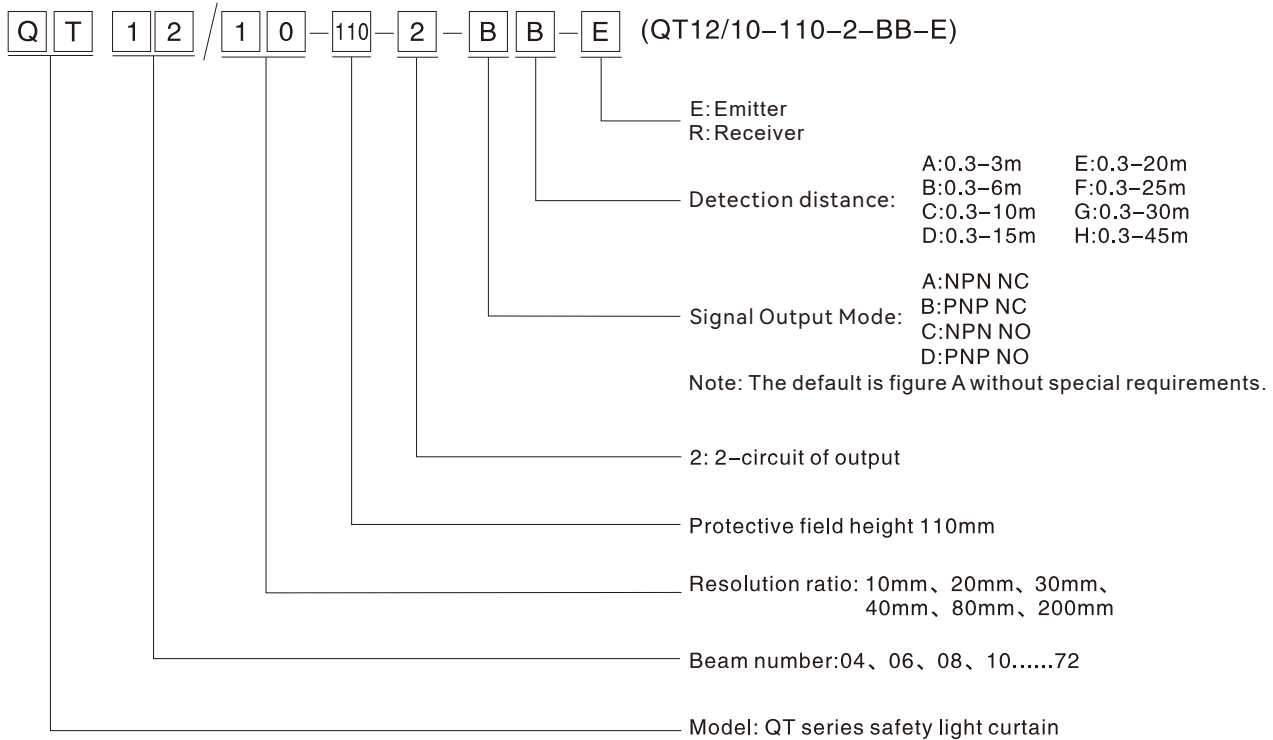 QT 12/10–110–2–BB–E (QT12/10–110–2–BB–E)
E:Emitter
R:Receiver
Detection distance:
A:0.3–3m E:0.3–20m
B:0.3–6m F:0.3–25m
C:0.3–10m G:0.3–30m
D:0.3–15m H:0.3–45m
Signal Output Mode:
A:NPN NC
B:PNP NC
C:NPN NO
D:PNP NO
Note: The default is figure A without special requirements.
2: 2–circuit of output
Protective field height 110mm
Resolution ratio: 10mm、20mm、30mm、
40mm、80mm、200mm
Beam number:04、06、08、10......72
Model: QT series safety light curtain